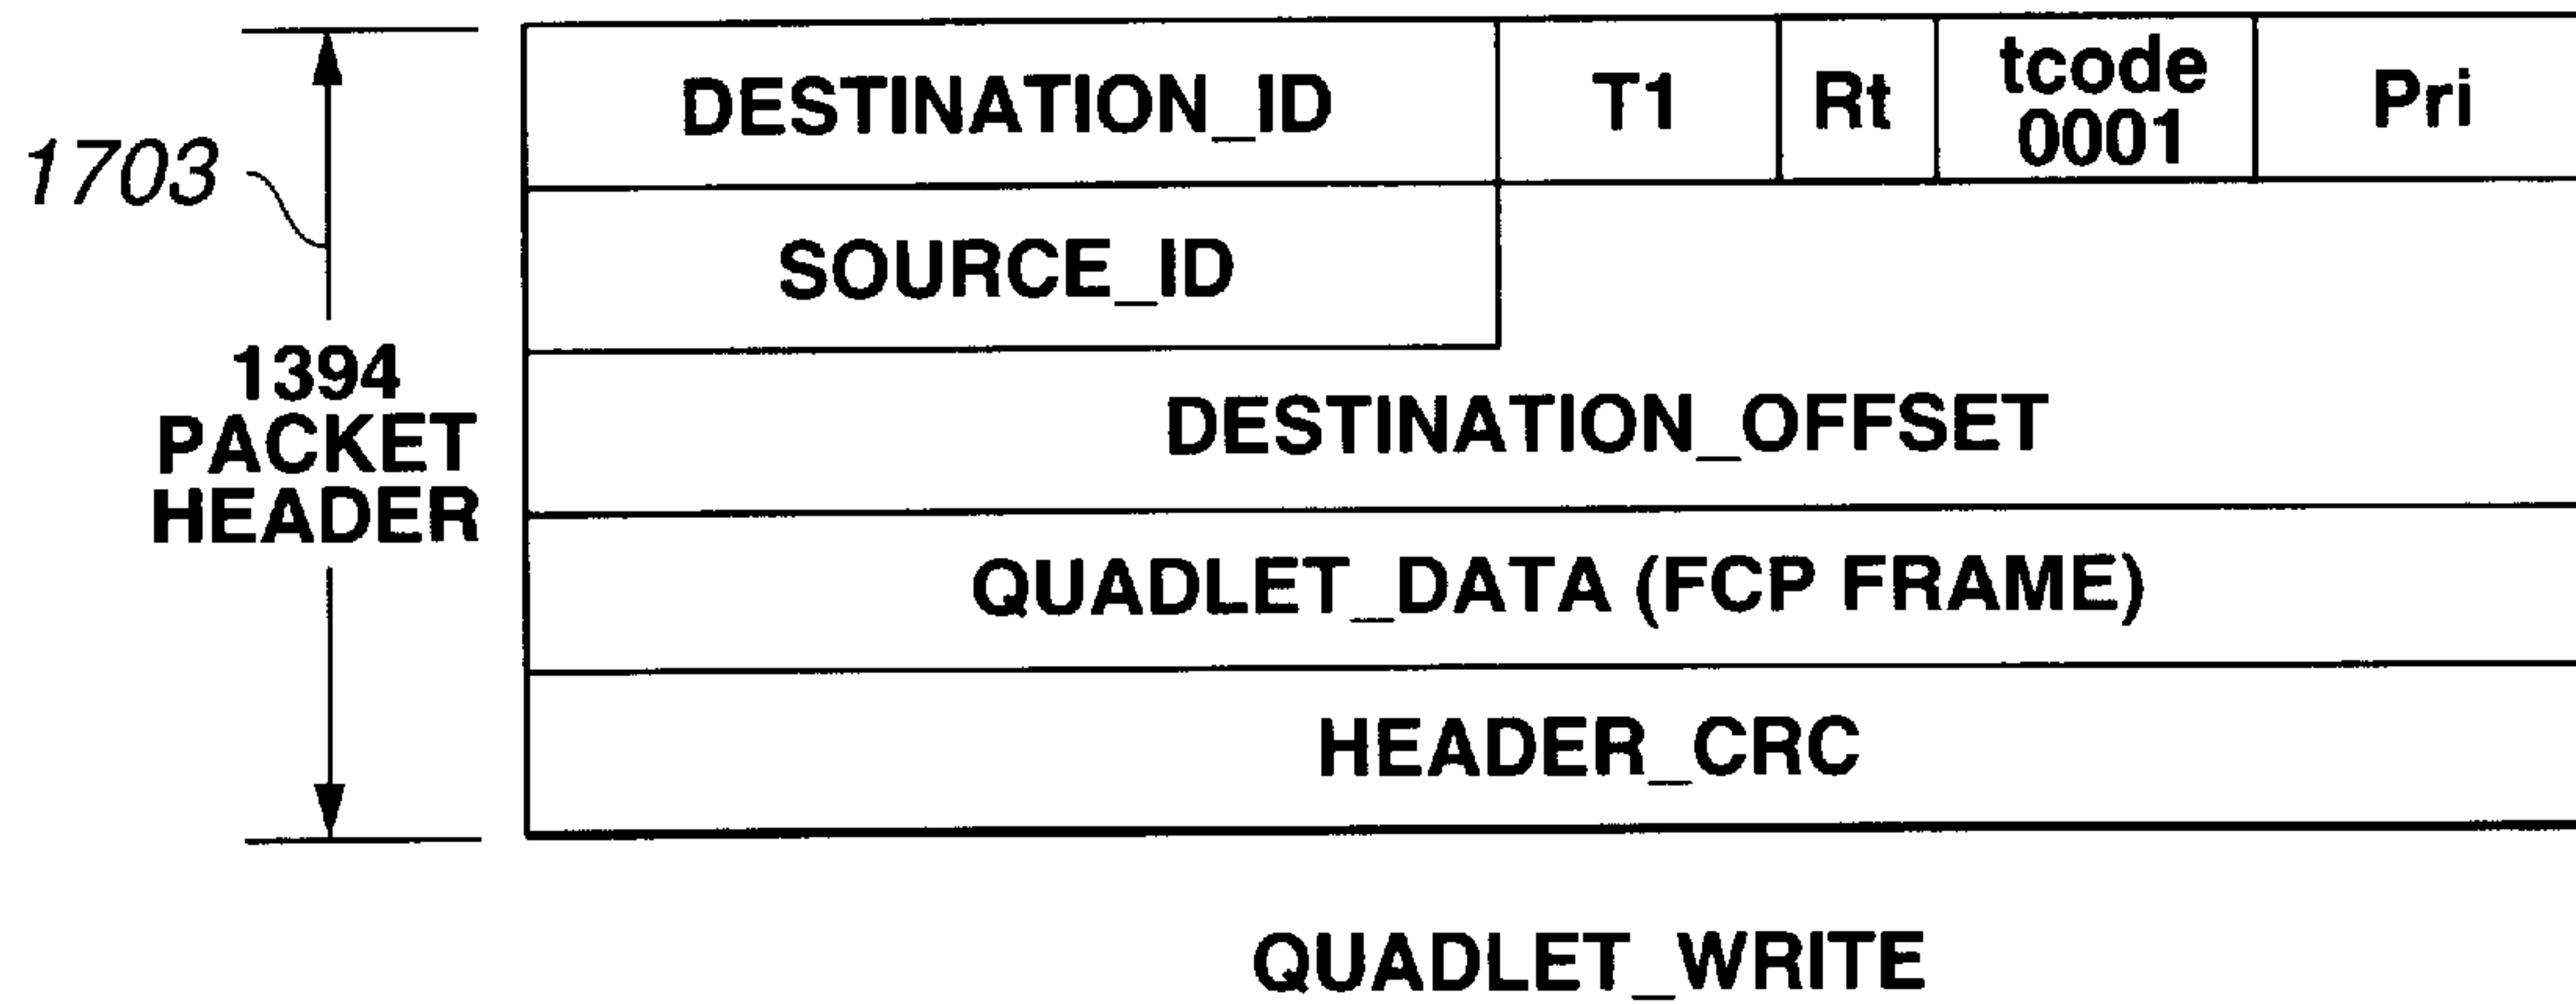 DESTINATION_ID T1 Rt tcode Pri
0001
1703
SOURCE_ID
1394
PACKET
HEADER
DESTINATION_OFFSET
QUADLET_DATA (FCP FRAME)
HEADER_CRC
QUADLET_WRITE